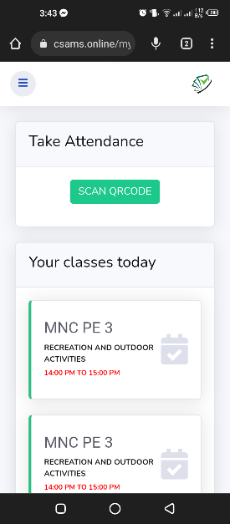 3:43
csams.online/my
2
Take Attendance
SCAN QRCODE
Your classes today
MNC PE 3
RECREATION AND OUTDOOR
ACTIVITIES
14:00 PM TO 15:00 PM
MNC PE 3
RECREATION AND OUTDOOR
ACTIVITIES
14:00 PM TO 15:00 PM